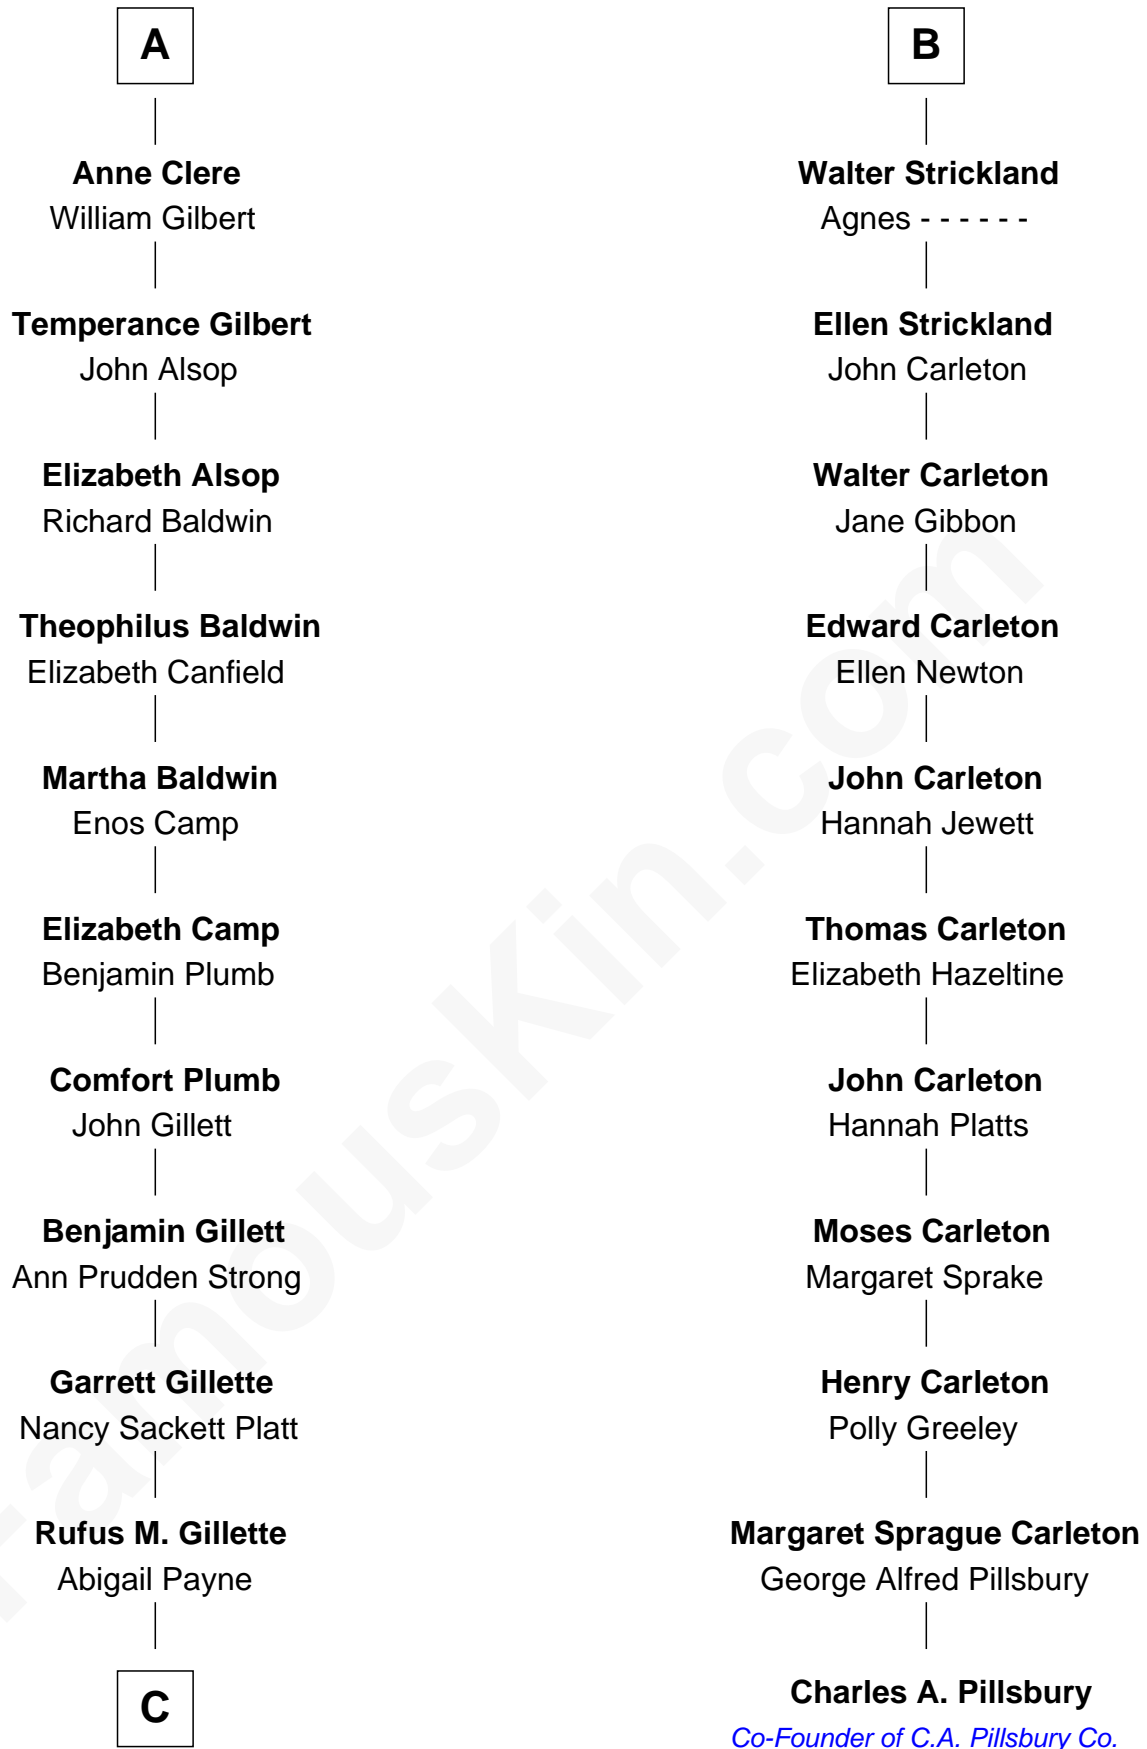 A
Anne Clere
William Gilbert
Temperance Gilbert
John Alsop
Elizabeth Alsop
Richard Baldwin
Theophilus Baldwin
Elizabeth Canfield
Martha Baldwin
Enos Camp
Elizabeth Camp
Benjamin Plumb
Comfort Plumb
John Gillett
Benjamin Gillett
Ann Prudden Strong
Garrett Gillette
Nancy Sackett Platt
Rufus M. Gillette
Abigail Payne
C
B
Walter Strickland
Agnes - - - - - -
Ellen Strickland
John Carleton
Walter Carleton
Jane Gibbon
Edward Carleton
Ellen Newton
John Carleton
Hannah Jewett
Thomas Carleton
Elizabeth Hazeltine
John Carleton
Hannah Platts
Moses Carleton
Margaret Sprake
Henry Carleton
Polly Greeley
Margaret Sprague Carleton
George Alfred Pillsbury
Charles A. Pillsbury
Co-Founder of C.A. Pillsbury Co.
FamousKin.com